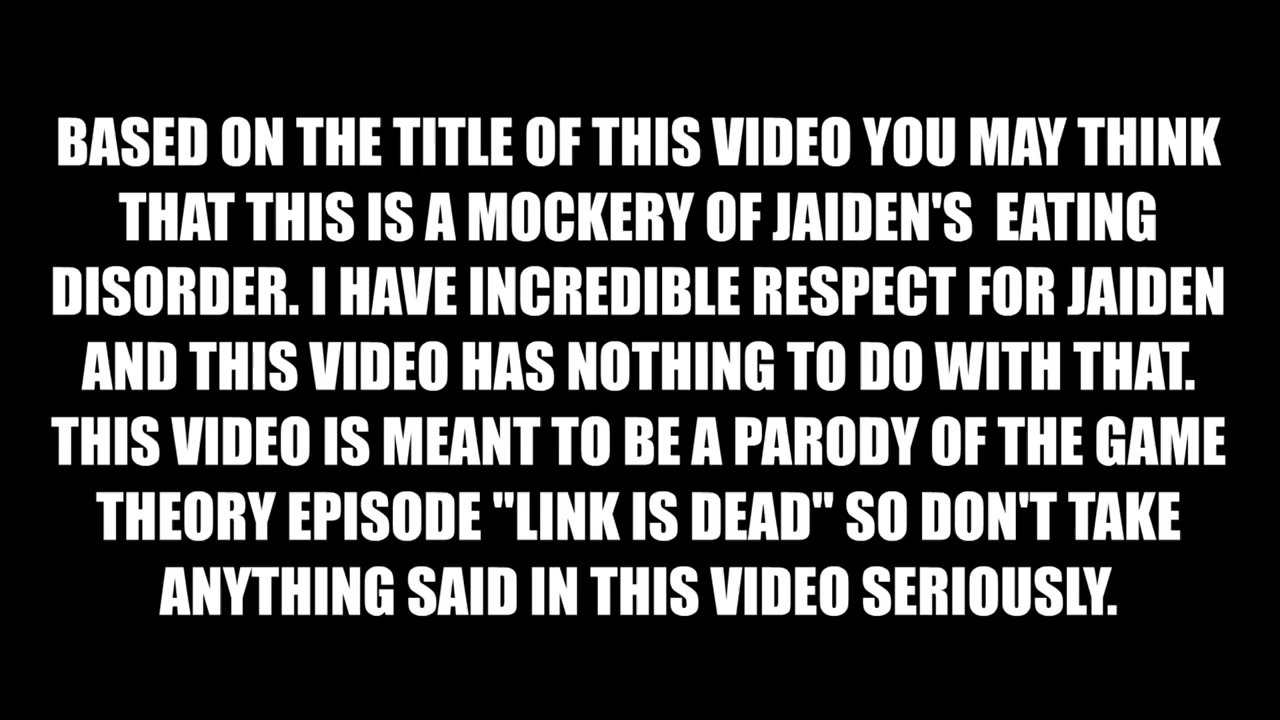 BASED ON THE TITLE OF THIS VIDEO YOU MAY THINK
THAT THIS IS A MOCKERY OF JAIDEN'S  EATING
DISORDER. I HAVE INCREDIBLE RESPECT FOR JAIDEN
AND THIS VIDEO HAS NOTHING TO DO WITH THAT.
THIS VIDEO IS MEANT TO BE A PARODY OF THE GAME
THEORY EPISODE "LINK IS DEAD" SO DON'T TAKE
ANYTHING SAID IN THIS VIDEO SERIOUSLY.